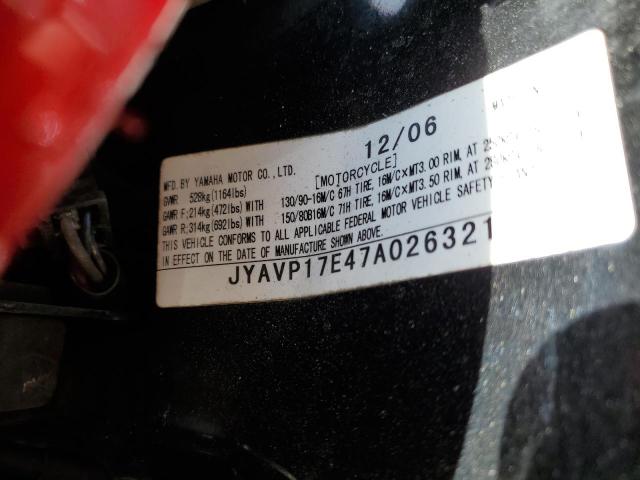 12/06
MFD. BY YAMAHA MOTOR CO., LTD. [MOTORCYCLE]
GVWR 528kg(1164lbs)
GAWR F:214kg(472lbs)WITH 130/90-16M/C 67H TIRE, 16M/C×MT3.00 RIM, AT
GAWR R:314kg(692lbs)WITH 150/80B16M/C 71H TIRE, 16M/C×MT3.50 RIM, AT
THIS VEHICLE CONFORMS TO ALL APPLICABLE FEDERAL MOTOR VEHICLE SAFETY
IN EFFECT ON THE DATE OF MANUFACTURE SHOWN ABOVE.
JYAVP17E47A026321